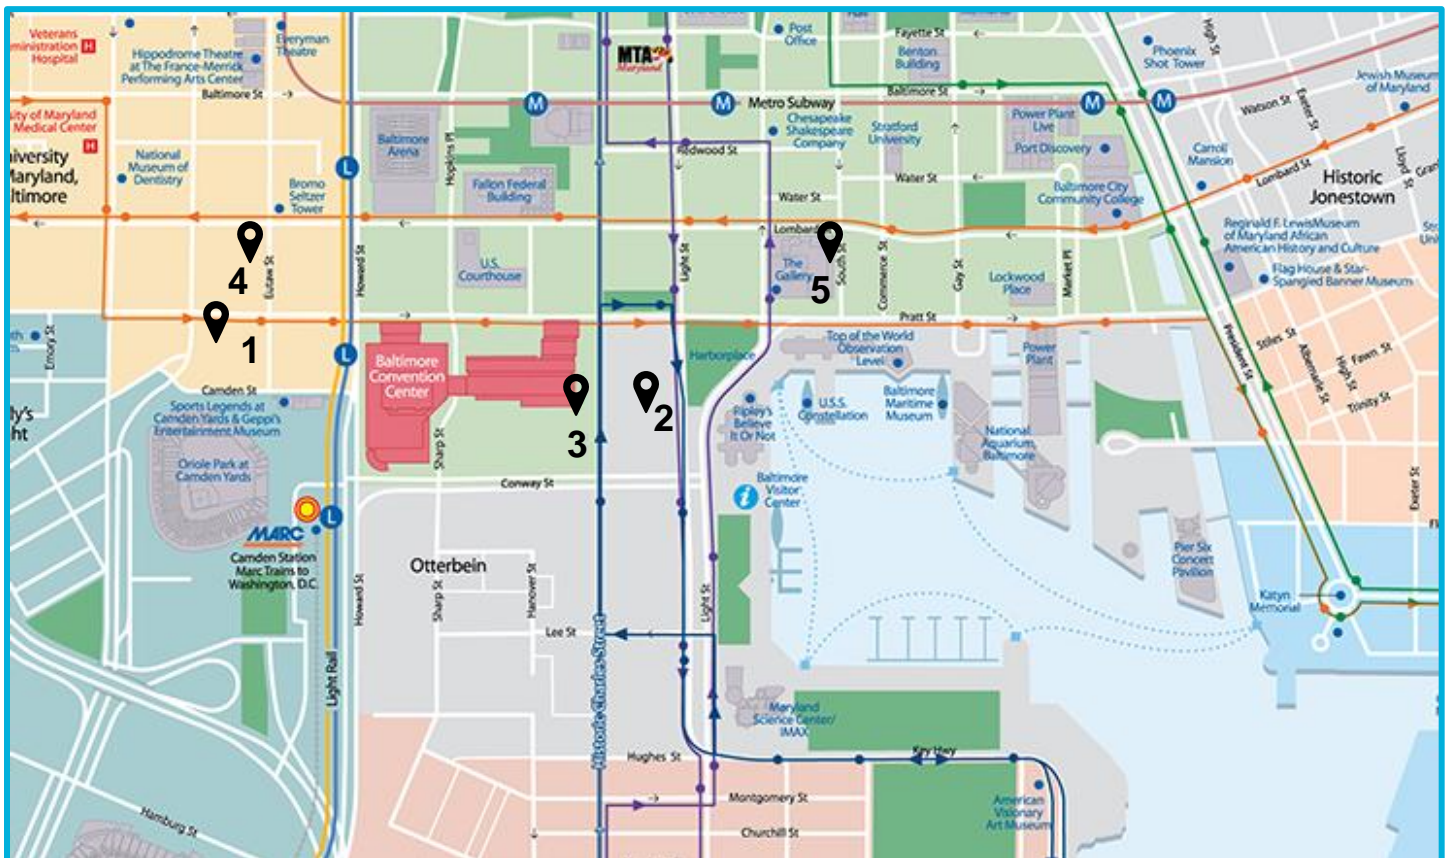 Veterans
ministration
Hospital
H
Hippodrome Theatre
at The France-Merrick
Performing Arts Center
Everyman
Theatre
Baltimore St
MTA
Maryland
Post
Office
Hall
Fayette St
Benton
Building
High St
Phoenix
Shot Tower
Jewish Museum
of Maryland
sity of Maryland
Medical Center
H
niversity
Maryland,
ltimore
National
Museum of
Dentistry
Bromo
Seltzer
Tower
L
Baltimore
Arena
Hopkins Pl
M
M
Metro Subway
Baltimore St
M
M
Chesapeake
Shakespeare
Company
Stratford
University
Power Plant
Live
Port Discovery
Watson St
Exeter St
Carroll
Mansion
Lombard St
Lloyd St
Historic
Jonestown
Redwood St
Fallon Federal
Building
Water St
Water St
Baltimore City
Community College
4
Eutaw St
Howard St
U.S.
Courthouse
Light St
Lombard St
The
Gallery
5
South St
Commerce St
Gay St
Lockwood
Place
Market Pl
Reginald F. LewisMuseum
of Maryland African
American History and Culture
Flag House & Star-
Spangled Banner Museum
Emory St
1
L
Pratt St
Baltimore
Convention
Center
Harborplace
Top of the World
Observation
Level
Power
Plant
President St
Stiles St
Fawn St
Albemarle St
High St
Trinity St
Camden St
Sports Legends at
Camden Yards & Geppi's
Entertainment Museum
Oriole Park at
Camden Yards
3
2
Ripley's
Believe
It Or Not
U.S.S.
Constellation
Baltimore
Maritime
Museum
National
Aquarium,
Baltimore
Sharp St
Conway St
i
Baltimore
Visitor
Center
Exeter St
L
MARC
Camden Station
Marc Trains to
Washington, D.C.
Otterbein
Howard St
Sharp St
Hanover St
Light St
Pier Six
Concert
Pavilion
Katyn
Memorial
Lee St
Light Rail
Historic Charles Street
Maryland
Science Center/
IMAX
Hughes St
Key Hwy
Montgomery St
Churchill St
American
Visionary
Art Museum
Hamburg St